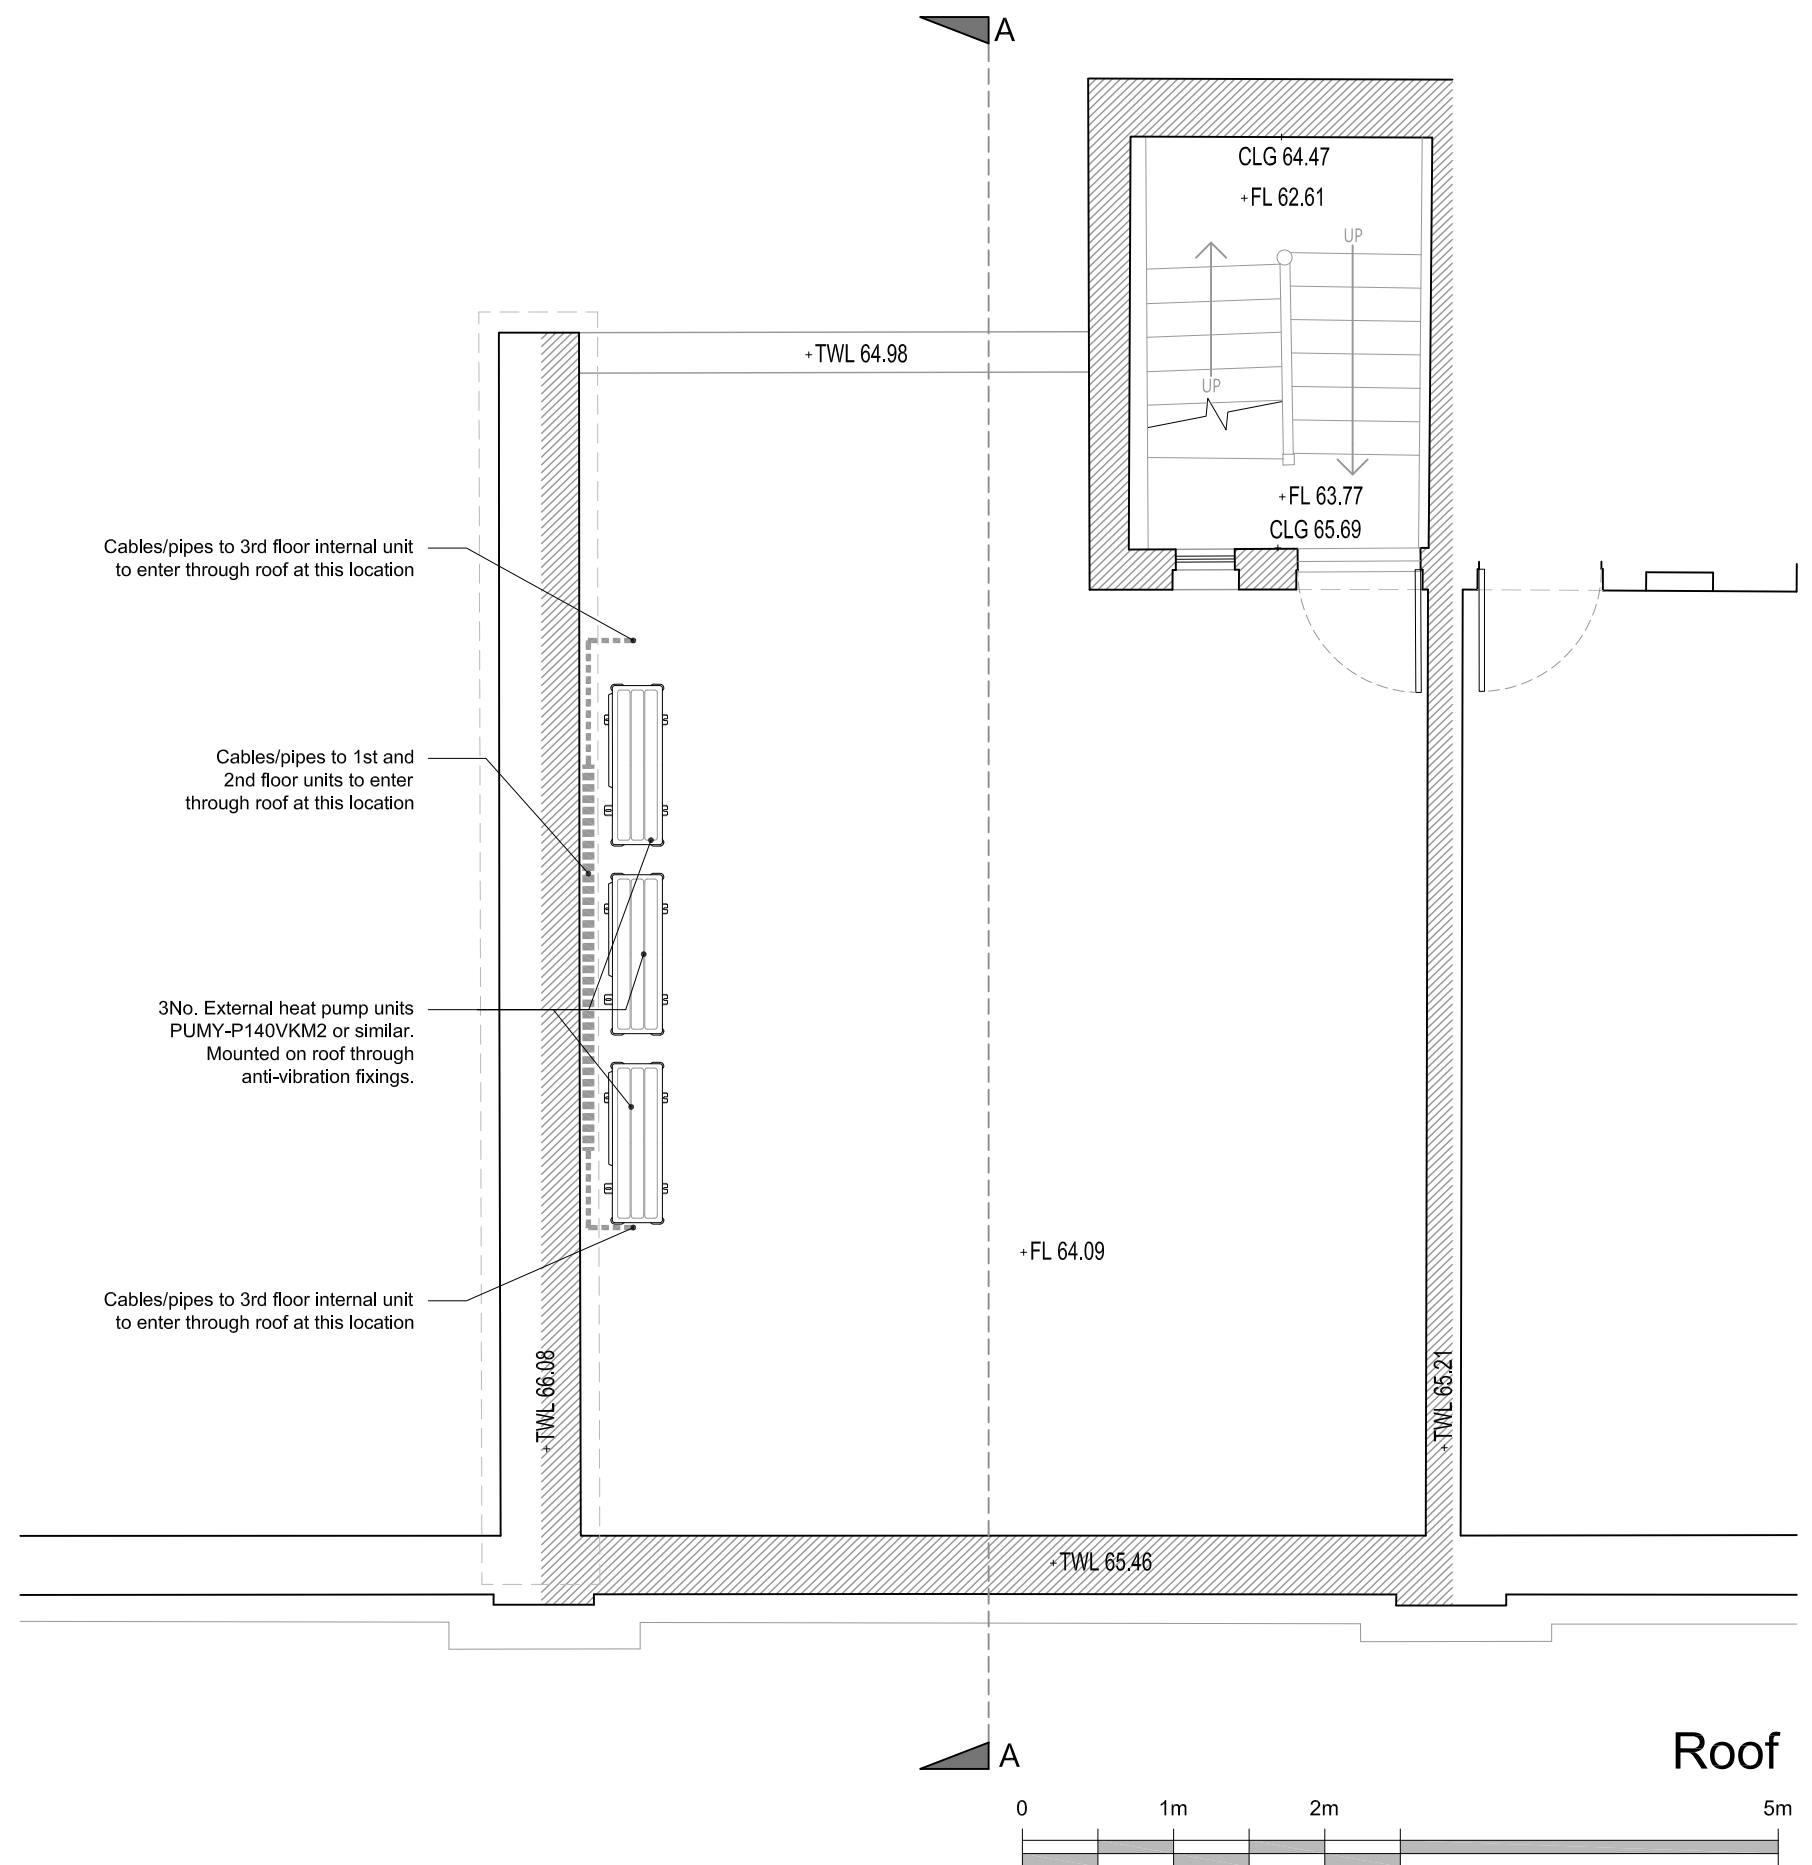 A
CLG 64.47
+FL 62.61
UP
UP
+TWL 64.98
+FL 63.77
CLG 65.69
Cables/pipes to 3rd floor internal unit
to enter through roof at this location
Cables/pipes to 1st and
2nd floor units to enter
through roof at this location
3No. External heat pump units
PUMY-P140VKM2 or similar.
Mounted on roof through
anti-vibration fixings.
+FL 64.09
Cables/pipes to 3rd floor internal unit
to enter through roof at this location
+TWL 66.08
+TWL 65.21
+TWL 65.46
A
Roof
0 1m 2m 5m